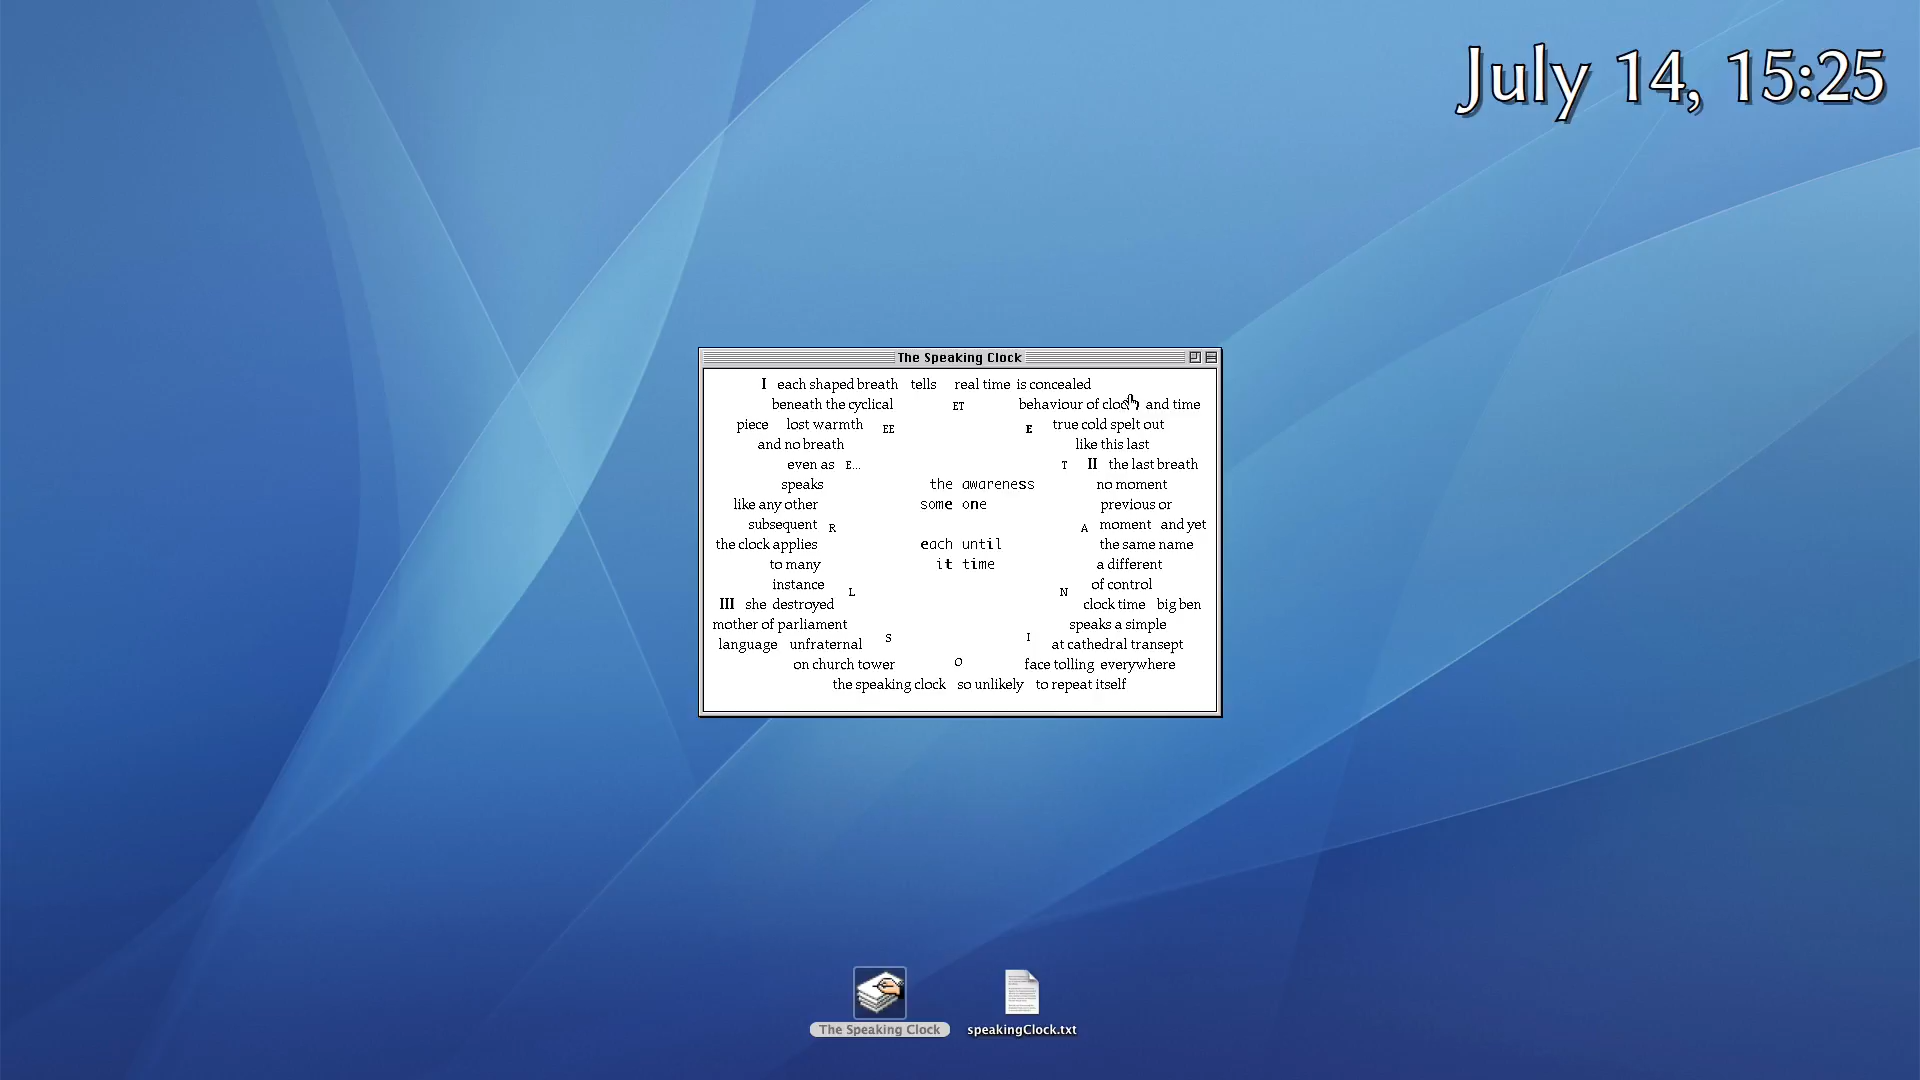 July 14, 15:25
The Speaking Clock
I each shaped breath tells real time is concealed
beneath the cyclical ET behaviour of clock and time
piece lost warmth EE E true cold spelt out
and no breath like this last
even as E... T II the last breath
speaks the awareness no moment
like any other some one previous or
subsequent R A moment and yet
the clock applies each until the same name
to many it time a different
instance L N of control
III she destroyed clock time big ben
mother of parliament speaks a simple
language unfraternal S I at cathedral transept
on church tower O face tolling everywhere
the speaking clock so unlikely to repeat itself
The Speaking Clock
speakingClock.txt